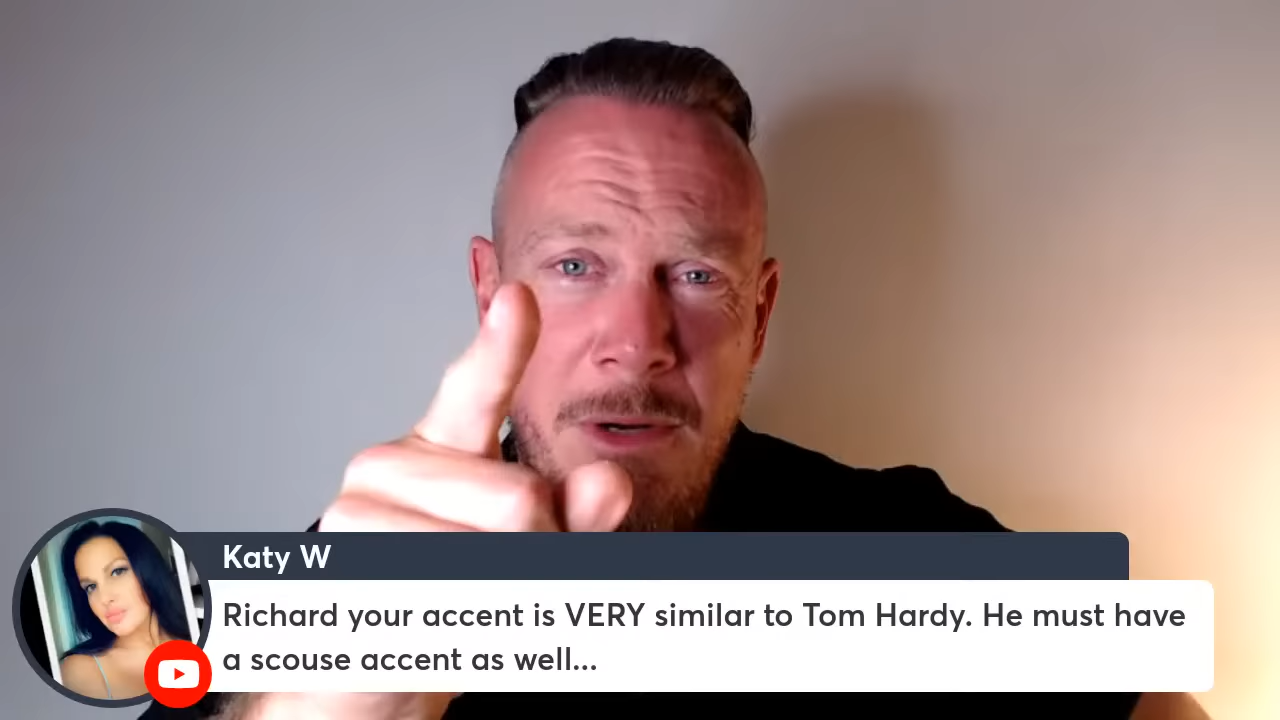 Katy W
Richard your accent is VERY similar to Tom Hardy. He must have
a scouse accent as well...